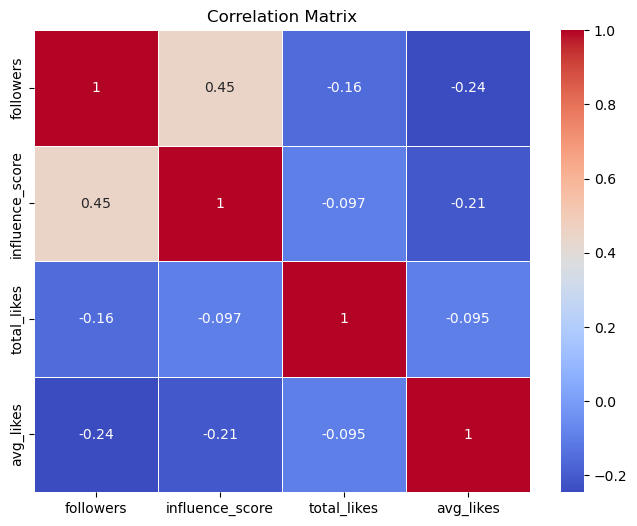 Correlation Matrix
followers
1
0.45
-0.16
-0.24
influence_score
0.45
1
-0.097
-0.21
total_likes
-0.16
-0.097
1
-0.095
avg_likes
-0.24
-0.21
-0.095
1
followers
influence_score
total_likes
avg_likes
1.0
0.8
0.6
0.4
0.2
0.0
−0.2